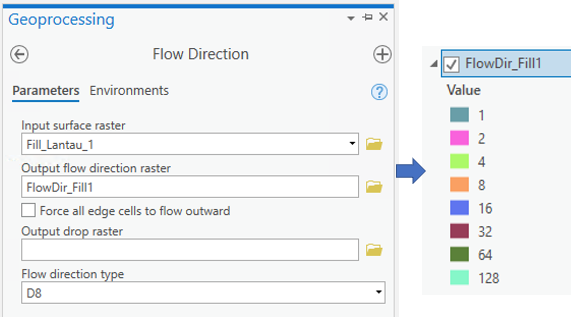 Geoprocessing
Flow Direction
Parameters Environments
Input surface raster
Fill_Lantau_1
Output flow direction raster
FlowDir_Fill1
Force all edge cells to flow outward
Output drop raster
Flow direction type
D8
FlowDir_Fill1
Value
1
2
4
8
16
32
64
128